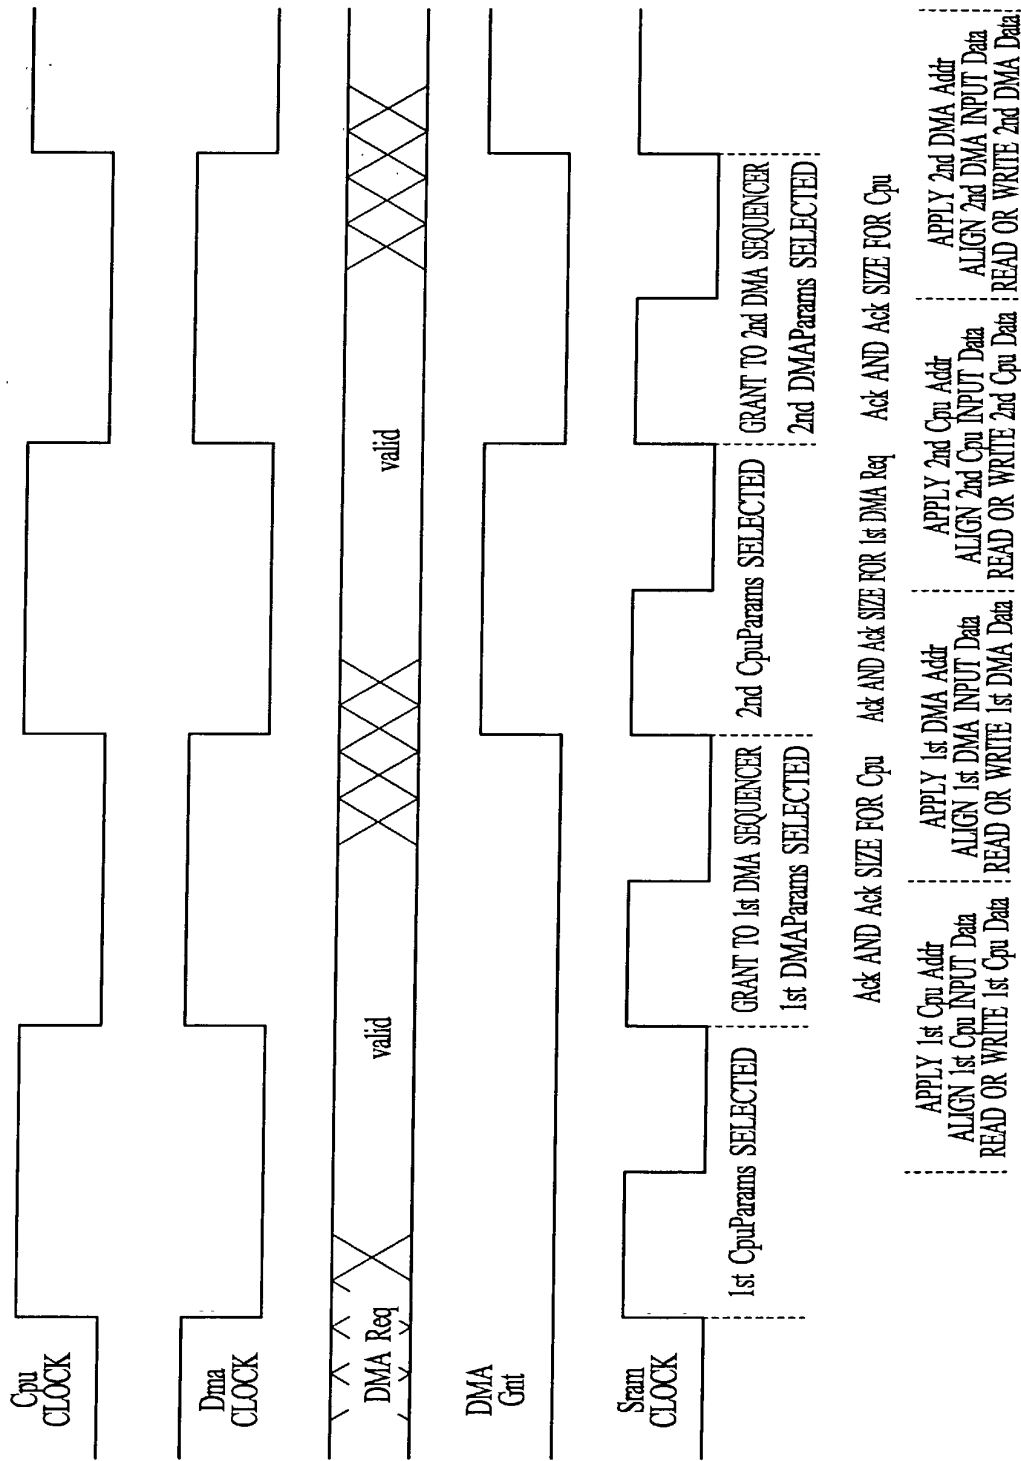 Cpu
CLOCK
Dma
CLOCK
DMA Req
valid
valid
DMA
Gnt
Sram
CLOCK
1st CpuParams SELECTED
GRANT TO 1st DMA SEQUENCER
1st DMAParams SELECTED
2nd CpuParams SELECTED
GRANT TO 2nd DMA SEQUENCER
2nd DMAParams SELECTED
Ack AND Ack SIZE FOR Cpu
Ack AND Ack SIZE FOR 1st DMA Req
Ack AND Ack SIZE FOR Cpu
APPLY 1st Cpu Addr
ALIGN 1st Cpu INPUT Data
READ OR WRITE 1st Cpu Data
APPLY 1st DMA Addr
ALIGN 1st DMA INPUT Data
READ OR WRITE 1st DMA Data
APPLY 2nd Cpu Addr
ALIGN 2nd Cpu INPUT Data
READ OR WRITE 2nd Cpu Data
APPLY 2nd DMA Addr
ALIGN 2nd DMA INPUT Data
READ OR WRITE 2nd DMA Data